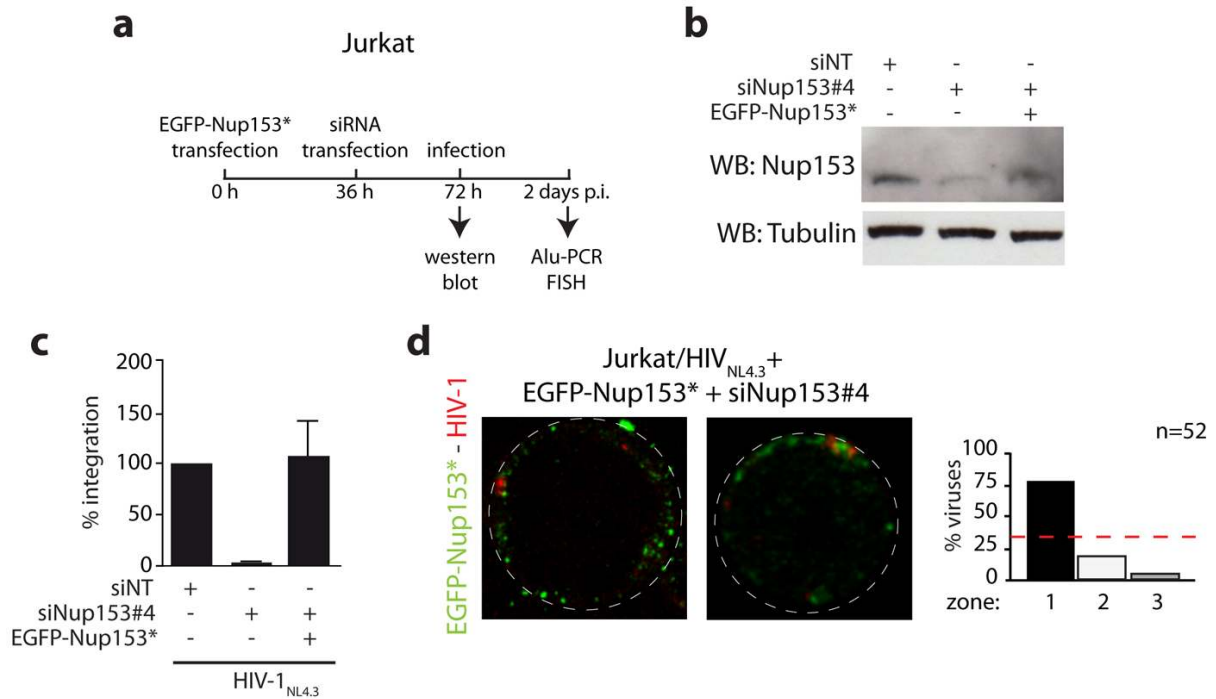 a
Jurkat
EGFP-Nup153* siRNA
transfection transfection infection
0 h 36 h 72 h 2 days p.i.
western Alu-PCR
blot FISH
b
siNT + - -
siNup153#4 - + +
EGFP-Nup153* - - +
WB: Nup153
WB: Tubulin
c
200
150
100
50
0
% integration
siNT + - -
siNup153#4 - + +
EGFP-Nup153* - - +
HIV-1NL4.3
d
Jurkat/HIVNL4.3+
EGFP-Nup153* + siNup153#4
EGFP-Nup153* - HIV-1
n=52
% viruses
100
75
50
25
0
zone: 1 2 3